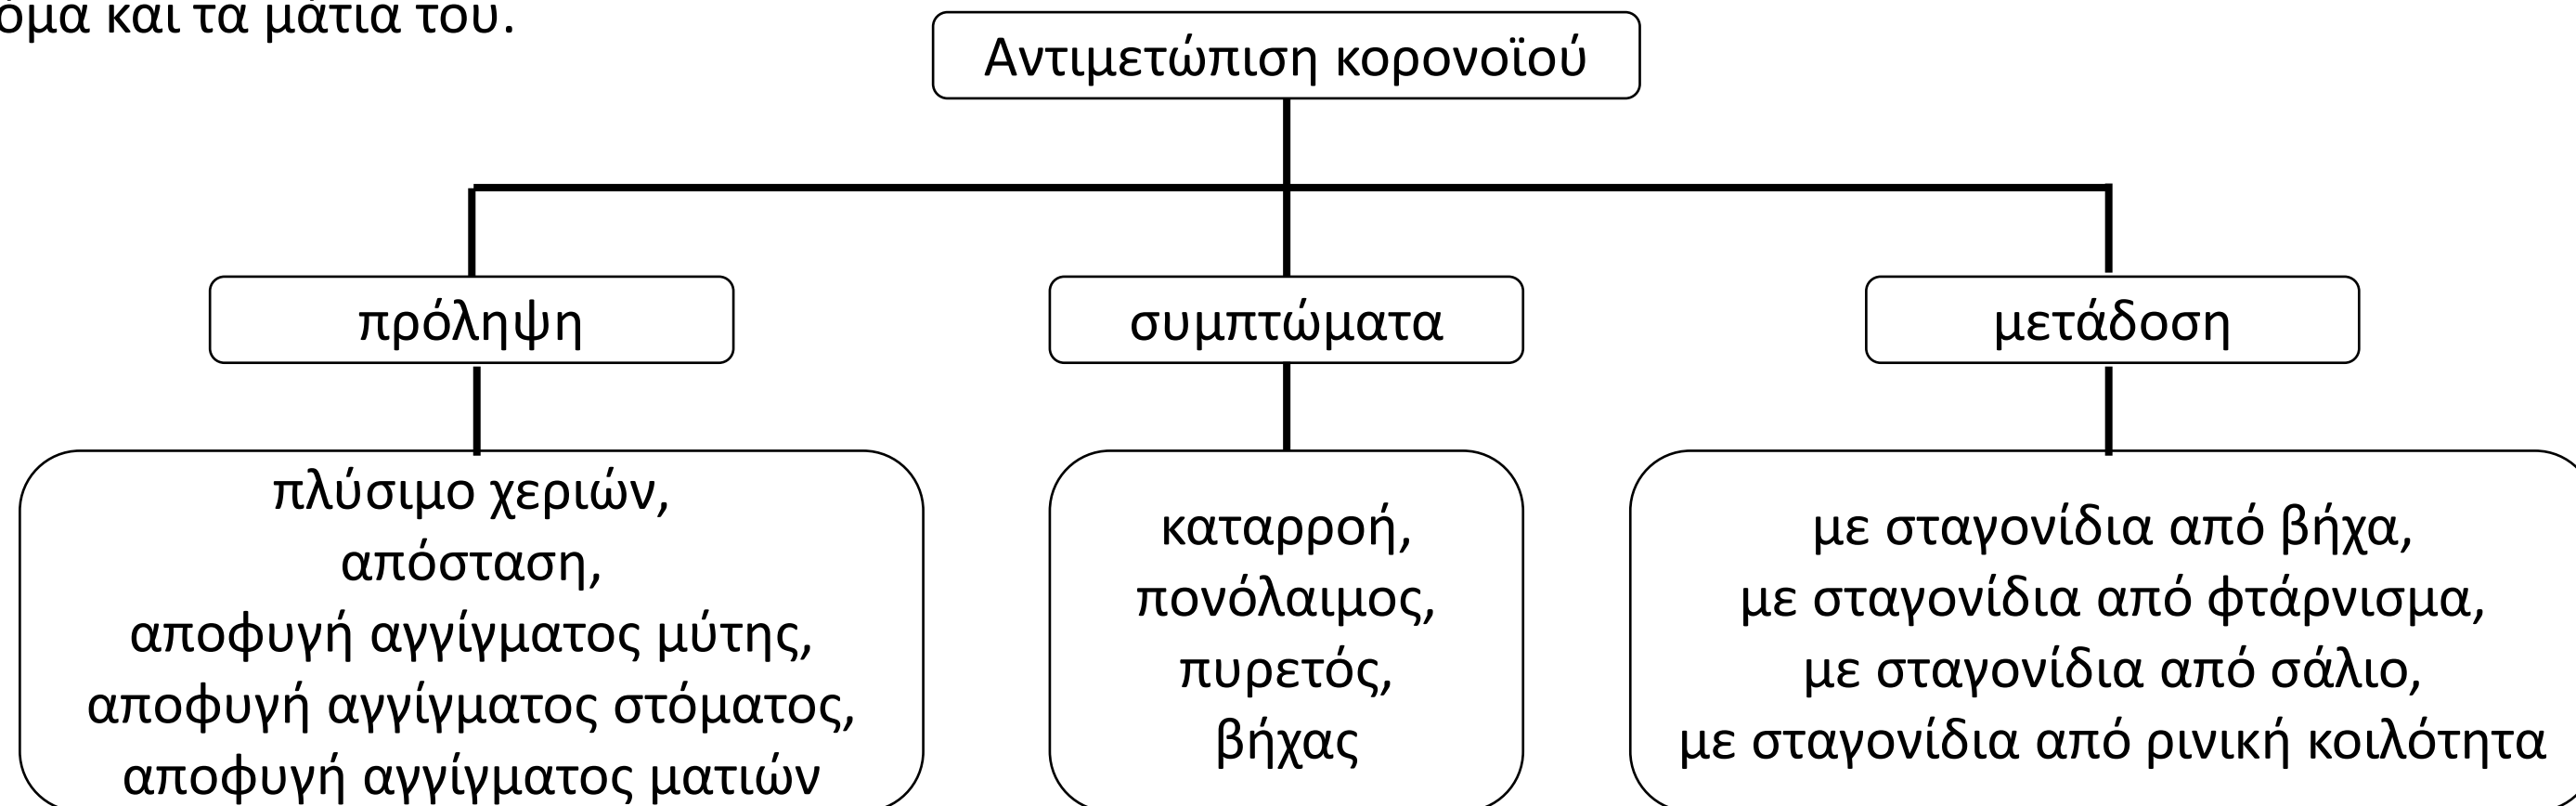 και τα μάτια του.
Αντιμετώπιση κορονοϊού
πρόληψη
συμπτώματα
μετάδοση
πλύσιμο χεριών,
απόσταση,
αποφυγή αγγίγματος μύτης,
αποφυγή αγγίγματος στόματος,
αποφυγή αγγίγματος ματιών
καταρροή,
πονόλαιμος,
πυρετός,
βήχας
με σταγονίδια από βήχα,
με σταγονίδια από φτάρνισμα,
με σταγονίδια από σάλιο,
με σταγονίδια από ρινική κοιλότητα